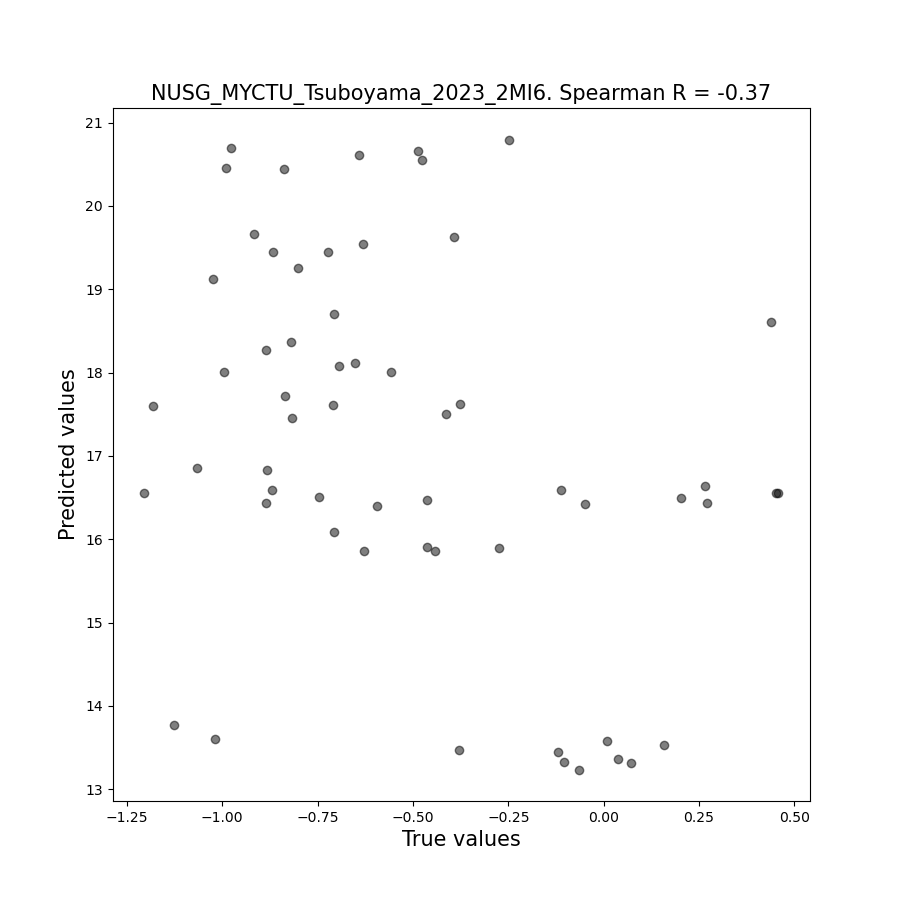 NUSG_MYCTU_Tsuboyama_2023_2MI6. Spearman R = -0.37
21
20
19
18
17
16
15
14
13
Predicted values
−1.25 −1.00 −0.75 −0.50 −0.25 0.00 0.25 0.50
True values